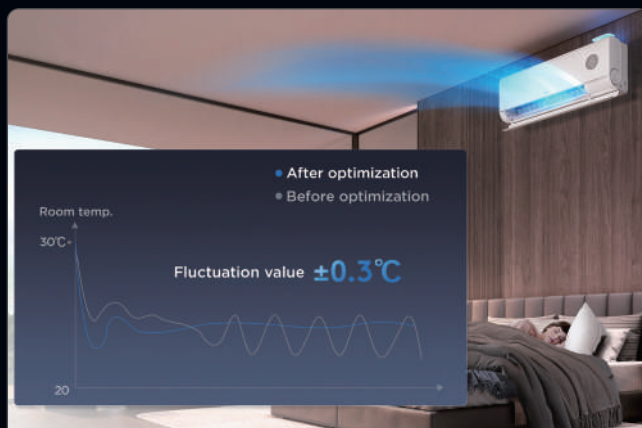 After optimization
Before optimization
Room temp.
30℃
Fluctuation value ±0.3℃
20